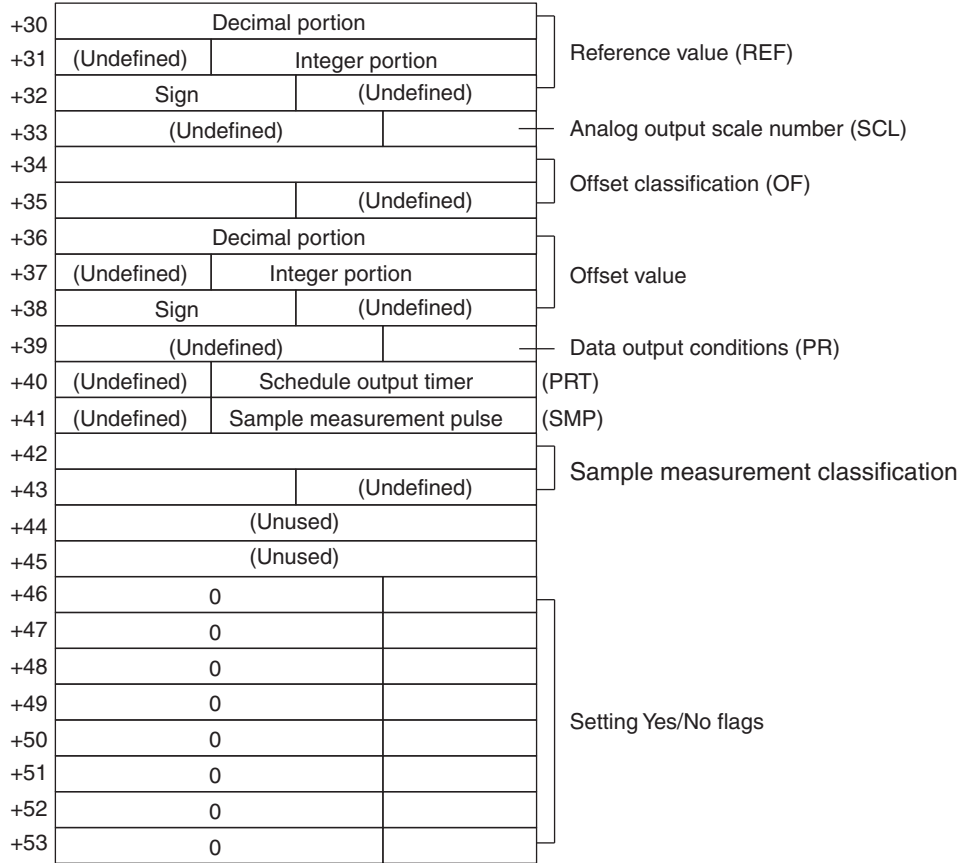 +30 Decimal portion
Reference value (REF)
+31 (Undefined) Integer portion
+32 Sign (Undefined)
+33 (Undefined) Analog output scale number (SCL)
+34
Offset classification (OF)
+35 (Undefined)
+36 Decimal portion
+37 (Undefined) Integer portion Offset value
+38 Sign (Undefined)
+39 (Undefined) Data output conditions (PR)
+40 (Undefined) Schedule output timer (PRT)
+41 (Undefined) Sample measurement pulse (SMP)
+42
Sample measurement classification
+43 (Undefined)
+44 (Unused)
+45 (Unused)
+46 0
+47 0
+48 0
+49 0
Setting Yes/No flags
+50 0
+51 0
+52 0
+53 0